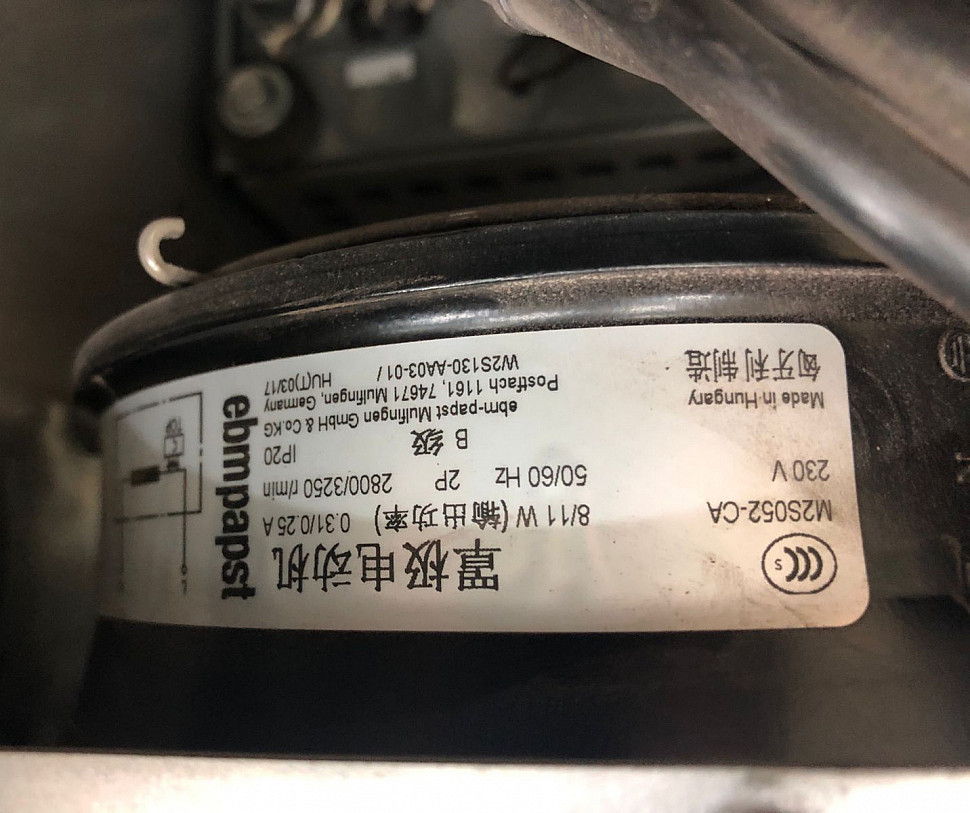 CCC S
罩极电动机
M2S052-CA
8/11 W (输出功率) 0.31/0.25 A
230 V
50/60 Hz 2P 2800/3250 r/min
B 级 IP20
Made in Hungary
ebm-papst Mulfingen GmbH & Co.KG
Postfach 1161, 74671 Mulfingen, Germany
匈牙利制造
W2S130-AA03-01 / HU(T)03/17
ebmpapst
L
TOP